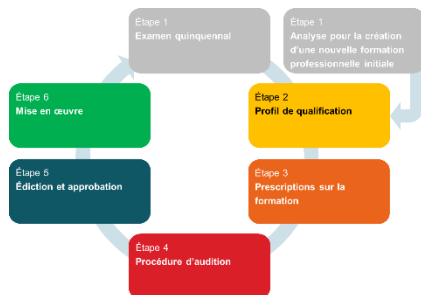 Étape 1
Examen quinquennal
Étape 1
Analyse pour la création
d'une nouvelle formation
professionnelle initiale
Étape 2
Profil de qualification
Étape 3
Prescriptions sur la
formation
Étape 4
Procédure d'audition
Étape 5
Édiction et approbation
Étape 6
Mise en œuvre